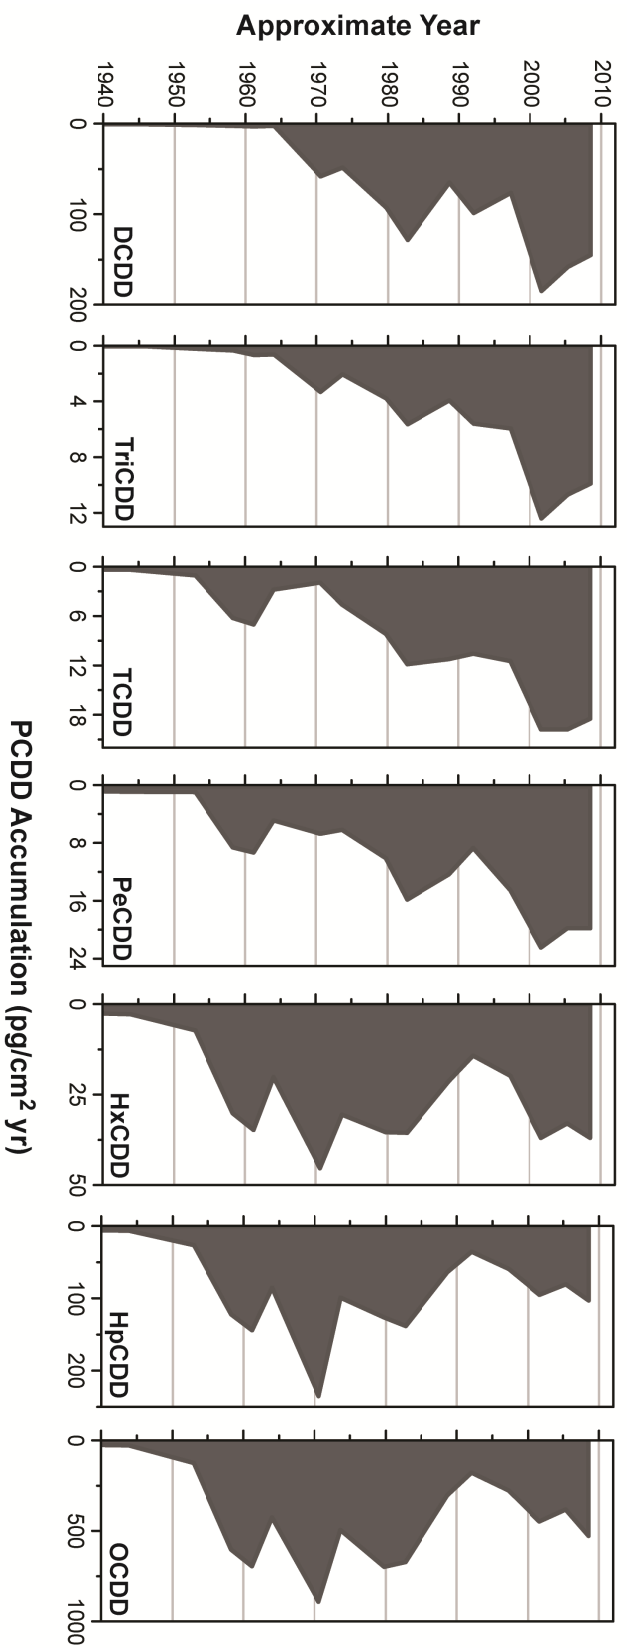 Approximate Year
1940 1950 1960 1970 1980 1990 2000 2010
0 100 200
DCDD
0 4 8 12
TriCDD
0 6 12 18
TCDD
0 8 16 24
PeCDD
0 25 50
HxCDD
0 100 200
HpCDD
0 500 1000
OCDD
PCDD Accumulation (pg/cm² yr)